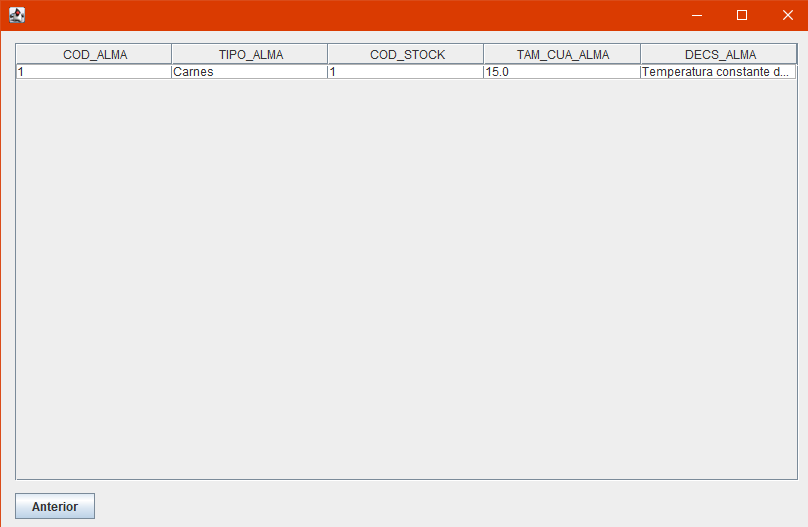 COD_ALMA TIPO_ALMA COD_STOCK TAM_CUA_ALMA DECS_ALMA
1 Carnes 1 15.0 Temperatura constante d...
Anterior